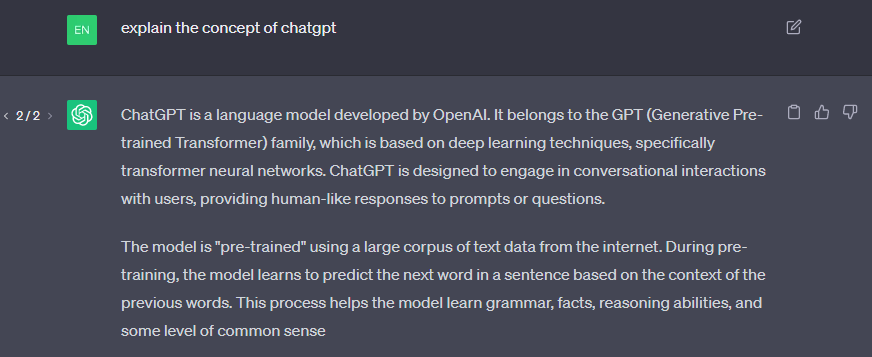 EN
explain the concept of chatgpt
2 / 2
ChatGPT is a language model developed by OpenAI. It belongs to the GPT (Generative Pre-
trained Transformer) family, which is based on deep learning techniques, specifically
transformer neural networks. ChatGPT is designed to engage in conversational interactions
with users, providing human-like responses to prompts or questions.
The model is "pre-trained" using a large corpus of text data from the internet. During pre-
training, the model learns to predict the next word in a sentence based on the context of the
previous words. This process helps the model learn grammar, facts, reasoning abilities, and
some level of common sense